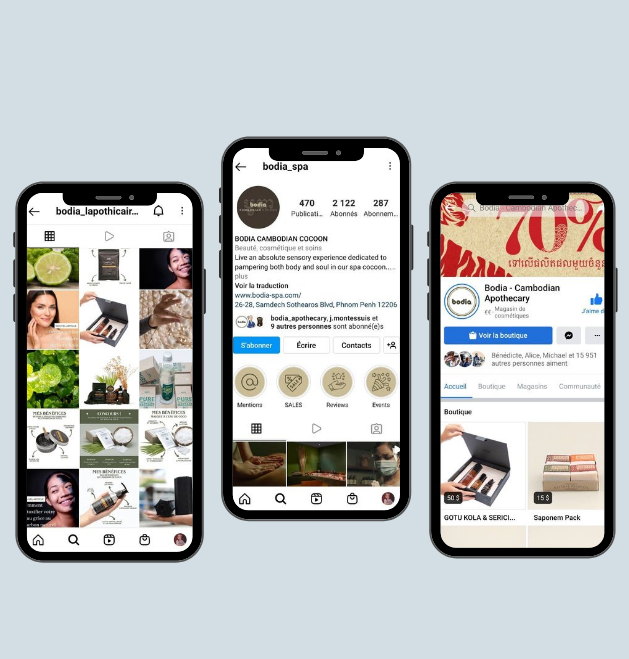 bodia_lapothicair...
MES BÉNÉFICES
MES BÉNÉFICES
MES BÉNÉFICES
bodia_spa
bodia
470
2 122
287
Publicati...
Abonnés
Abonnem...
BODIA CAMBODIAN COCOON
Beauté, cosmétique et soins
Live an absolute sensory experience dedicated to
pampering both body and soul in our spa cocoon.....
plus
Voir la traduction
www.bodia-spa.com/
26-28, Samdech Sothearos Blvd, Phnom Penh 12206
bodia_apothecary, j.montessuis et
9 autres personnes sont abonné(e)s
S'abonner
Écrire
Contacts
Mentions
SALES
Reviews
Events
Bodia - Cambodian Apothec...
70%
bodia
Bodia - Cambodian
Apothecary
Magasin de
cosmétiques
J'aime d
Voir la boutique
Bénédicte, Alice, Michael et 15 951
autres personnes aiment
Accueil
Boutique
Magasins
Communauté
Boutique
50 $
15 $
GOTU KOLA & SERICI...
Saponem Pack